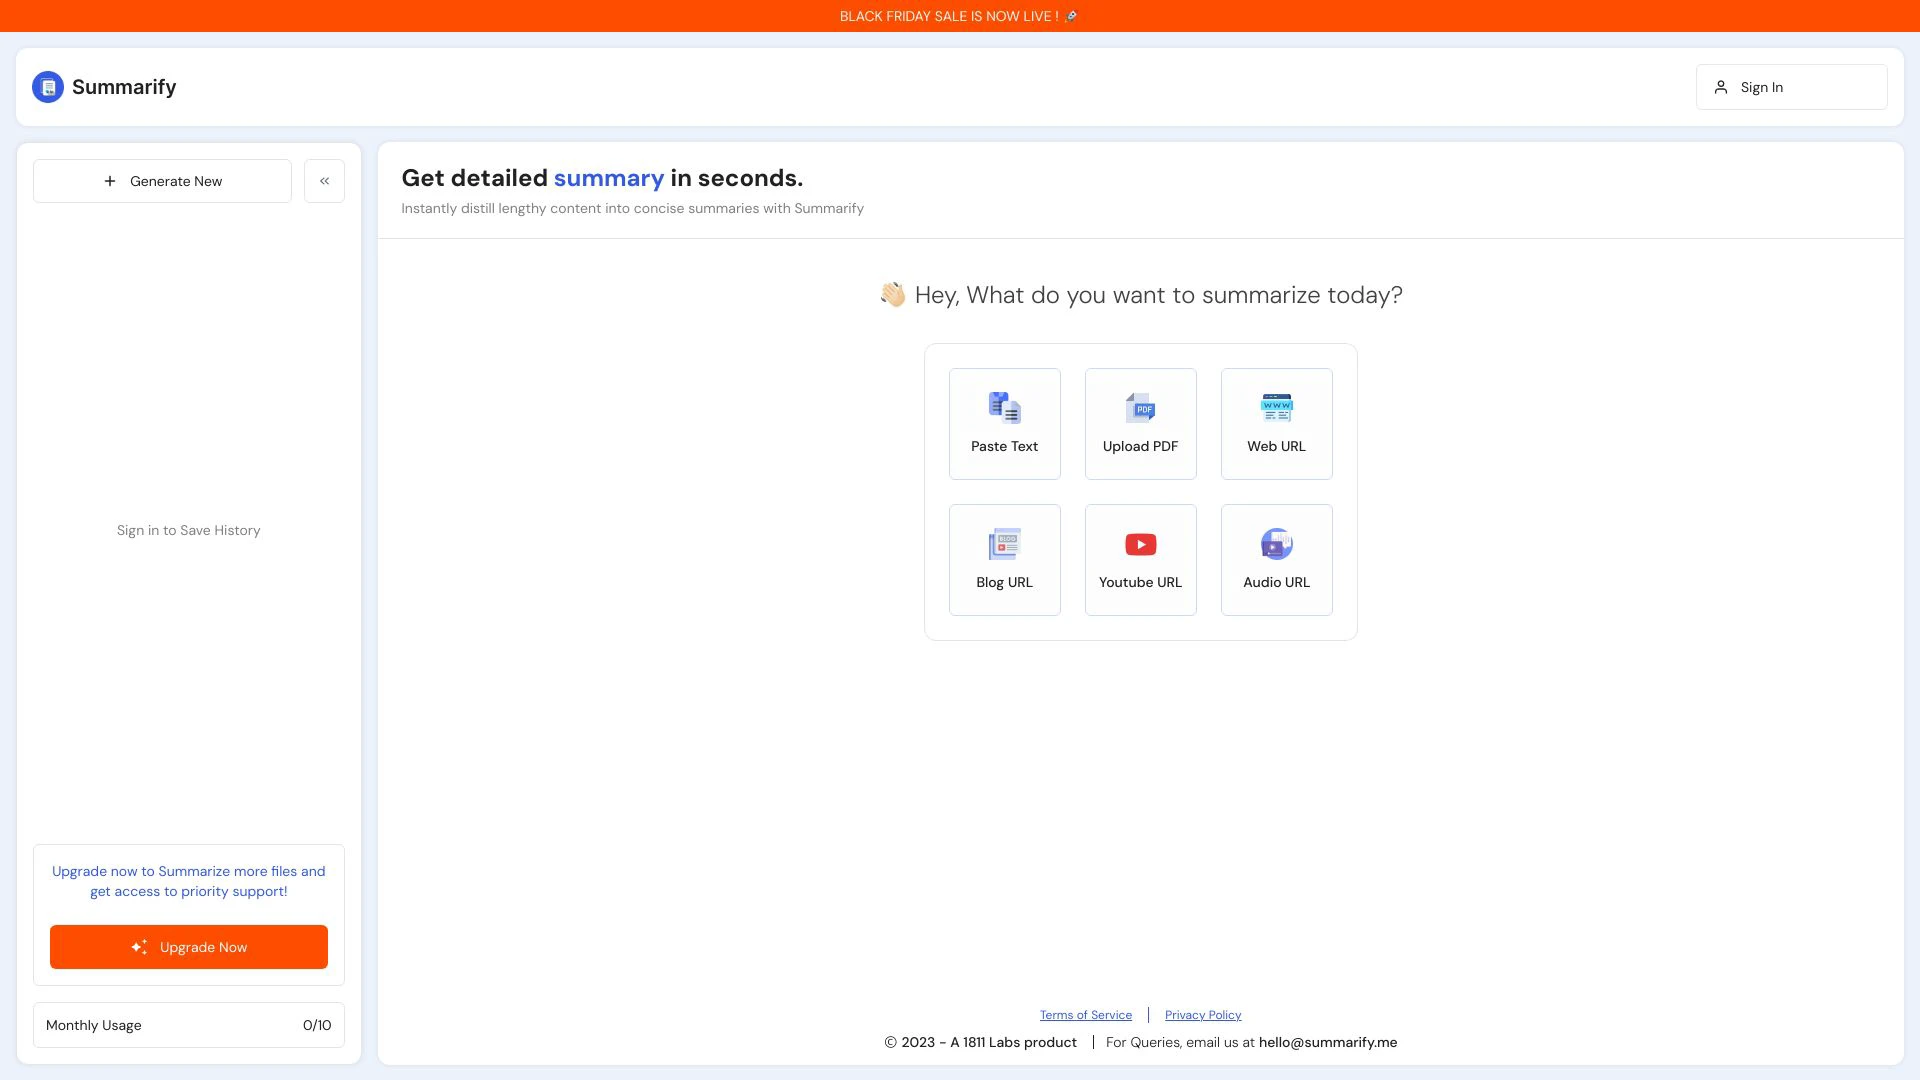 BLACK FRIDAY SALE IS NOW LIVE ! 🚀
Summarify
Sign In
Generate New
Sign in to Save History
Upgrade now to Summarize more files and
get access to priority support!
Upgrade Now
Monthly Usage 0/10
Get detailed summary in seconds.
Instantly distill lengthy content into concise summaries with Summarify
👋🏻 Hey, What do you want to summarize today?
Paste Text
PDF
Upload PDF
WWW
Web URL
BLOG
Blog URL
Youtube URL
Audio URL
Terms of Service | Privacy Policy
© 2023 - A 1811 Labs product | For Queries, email us at hello@summarify.me